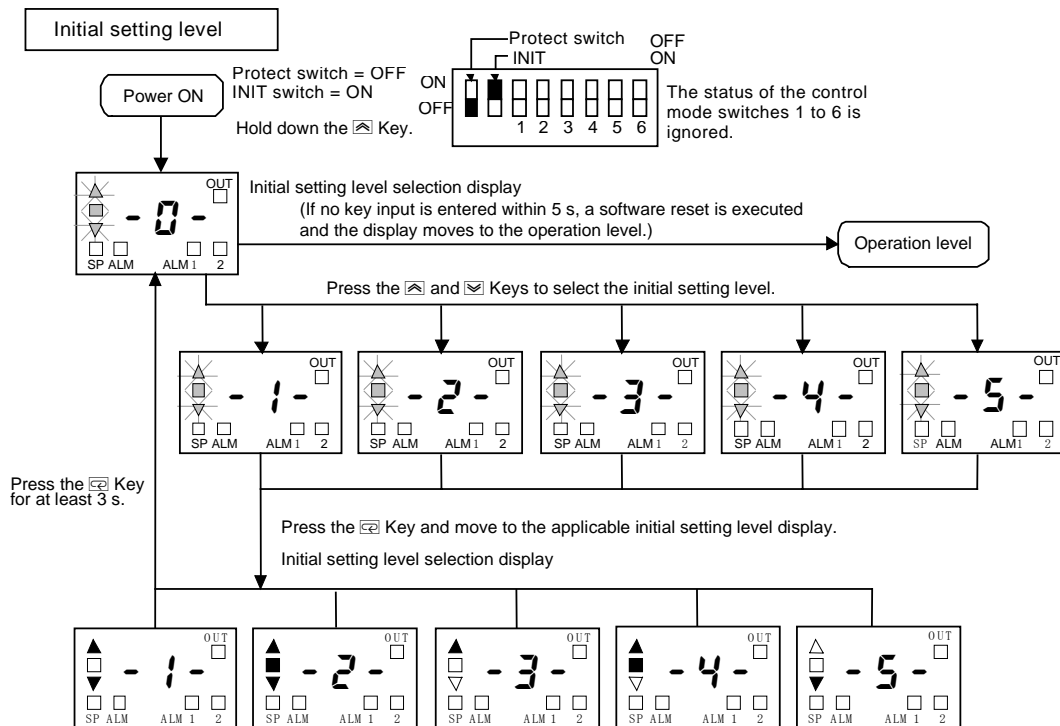 Initial setting level
Protect switch OFF
INIT ON
Power ON
Protect switch = OFF
INIT switch = ON
Hold down the Key.
ON
OFF
1 2 3 4 5 6
The status of the control
mode switches 1 to 6 is
ignored.
OUT
-0-
SP ALM ALM 1 2
Initial setting level selection display
(If no key input is entered within 5 s, a software reset is executed
and the display moves to the operation level.)
Operation level
Press the and Keys to select the initial setting level.
OUT OUT OUT OUT OUT
-1- -2- -3- -4- -5-
SP ALM ALM 1 2 SP ALM ALM 1 2 SP ALM ALM 1 2 SP ALM ALM 1 2 SP ALM ALM 1 2
Press the Key
for at least 3 s.
Press the Key and move to the applicable initial setting level display.
Initial setting level selection display
OUT OUT OUT OUT OUT
-1- -2- -3- -4- -5-
SP ALM ALM 1 2 SP ALM ALM 1 2 SP ALM ALM 1 2 SP ALM ALM 1 2 SP ALM ALM 1 2